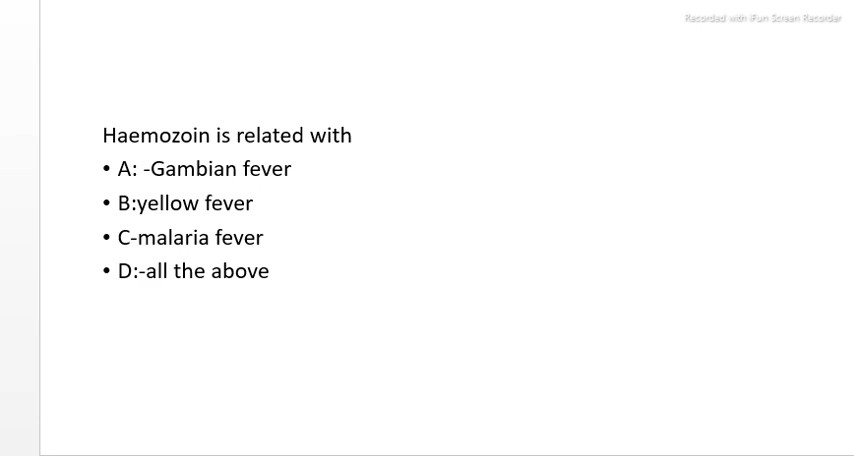 Recorded with iFun Screen Recorder
Haemozoin is related with
• A: -Gambian fever
• B:yellow fever
• C-malaria fever
• D:-all the above